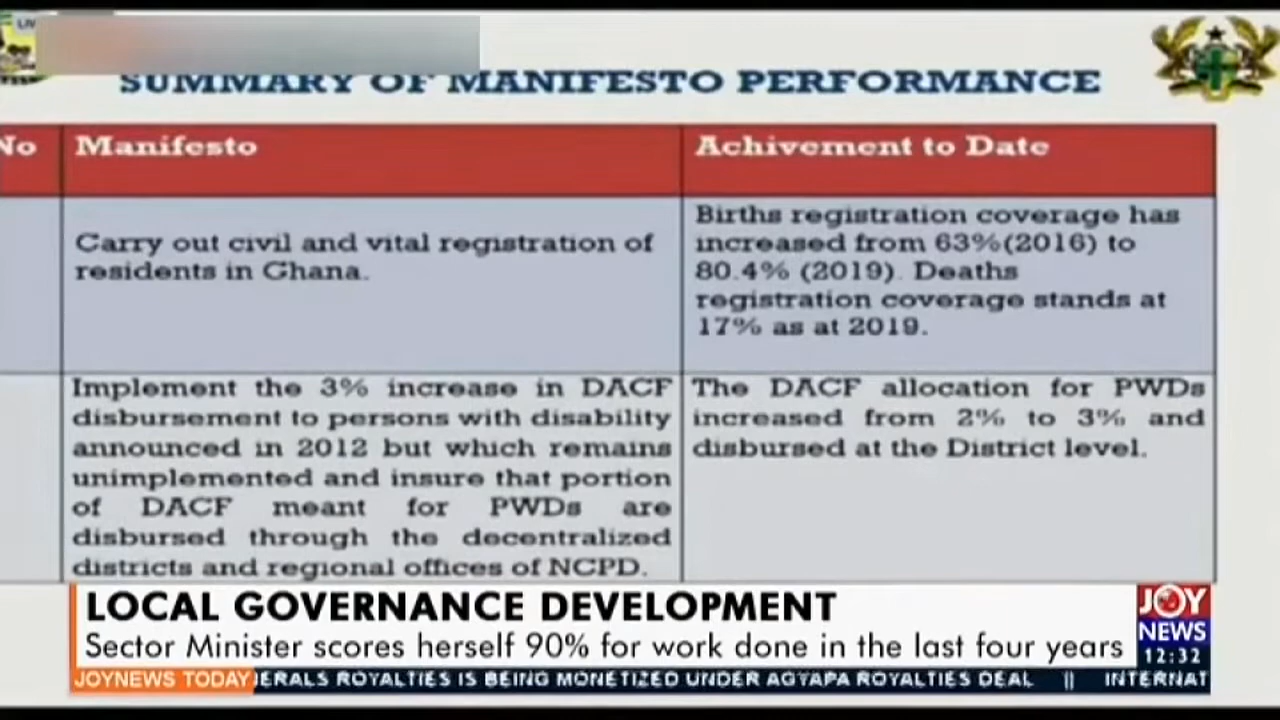 SUMMARY OF MANIFESTO PERFORMANCE
No
Manifesto
Achivement to Date
Carry out civil and vital registration of
residents in Ghana.
Births registration coverage has
increased from 63%(2016) to
80.4% (2019). Deaths
registration coverage stands at
17% as at 2019.
Implement the 3% increase in DACF
disbursement to persons with disability
announced in 2012 but which remains
unimplemented and insure that portion
of DACF meant for PWDs are
disbursed through the decentralized
districts and regional offices of NCPD.
The DACF allocation for PWDs
increased from 2% to 3% and
disbursed at the District level.
LOCAL GOVERNANCE DEVELOPMENT
Sector Minister scores herself 90% for work done in the last four years
JOY
NEWS
12:32
JOYNEWS TODAY
ERALS ROYALTIES IS BEING MONETIZED UNDER AGYAPA ROYALTIES DEAL || INTERNAT